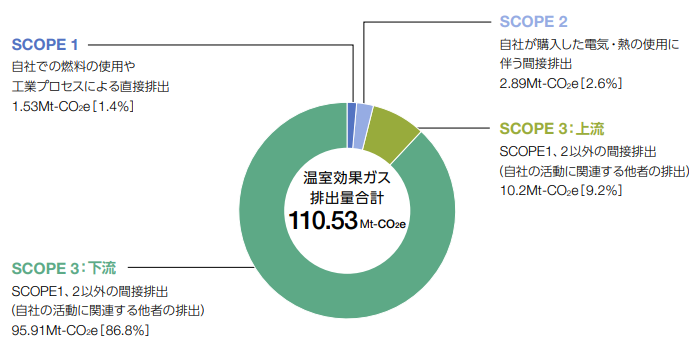 SCOPE 1
自社での燃料の使用や
工業プロセスによる直接排出
1.53Mt-CO2e[1.4%]
SCOPE 2
自社が購入した電気・熱の使用に
伴う間接排出
2.89Mt-CO2e[2.6%]
SCOPE 3：上流
SCOPE1、2以外の間接排出
(自社の活動に関連する他者の排出)
10.2Mt-CO2e[9.2%]
温室効果ガス
排出量合計
110.53 Mt-CO2e
SCOPE 3：下流
SCOPE1、2以外の間接排出
(自社の活動に関連する他者の排出)
95.91Mt-CO2e[86.8%]